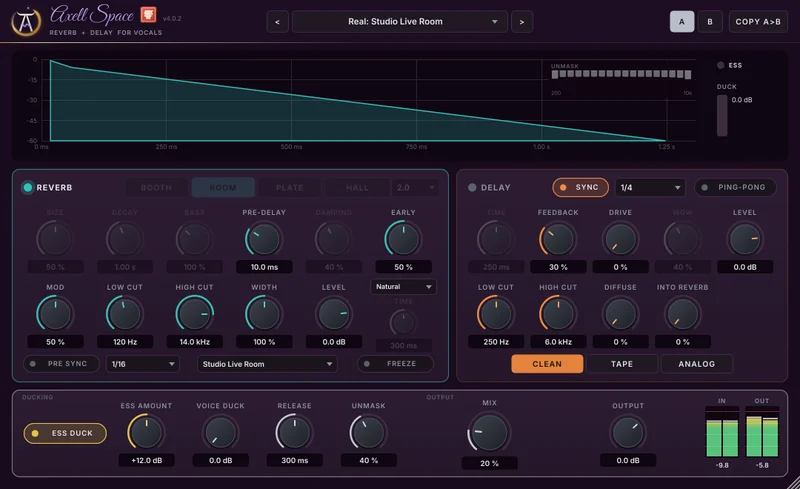 Axell Space v4.0.2
REVERB + DELAY FOR VOCALS
<
Real: Studio Live Room
>
A
B
COPY A>B
0
-15
-30
-45
-60
0 ms
250 ms
500 ms
750 ms
1.00 s
1.25 s
UNMASK
200
10k
ESS
DUCK
0.0 dB
REVERB
BOOTH
ROOM
PLATE
HALL
2.0
SIZE
DECAY
BASS
PRE-DELAY
DAMPING
EARLY
50 %
1.00 s
100 %
10.0 ms
40 %
50 %
MOD
LOW CUT
HIGH CUT
WIDTH
LEVEL
Natural
TIME
50 %
120 Hz
14.0 kHz
100 %
0.0 dB
300 ms
PRE SYNC
1/16
Studio Live Room
FREEZE
DELAY
SYNC
1/4
PING-PONG
TIME
FEEDBACK
DRIVE
WOW
LEVEL
250 ms
30 %
0 %
40 %
0.0 dB
LOW CUT
HIGH CUT
DIFFUSE
INTO REVERB
250 Hz
6.0 kHz
0 %
0 %
CLEAN
TAPE
ANALOG
DUCKING
ESS DUCK
ESS AMOUNT
VOICE DUCK
RELEASE
UNMASK
+12.0 dB
0.0 dB
300 ms
40 %
OUTPUT
MIX
20 %
OUTPUT
0.0 dB
IN
OUT
-9.8
-5.8